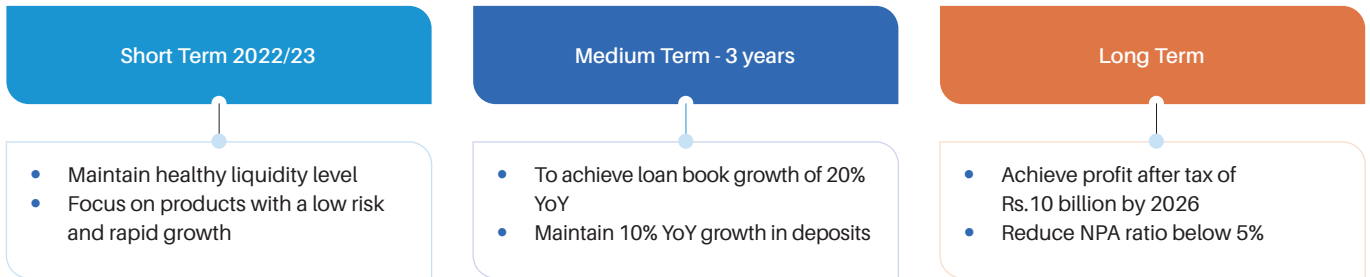 Short Term 2022/23
Medium Term - 3 years
Long Term
• Maintain healthy liquidity level
• Focus on products with a low risk
and rapid growth
• To achieve loan book growth of 20%
YoY
• Maintain 10% YoY growth in deposits
• Achieve profit after tax of
Rs.10 billion by 2026
• Reduce NPA ratio below 5%